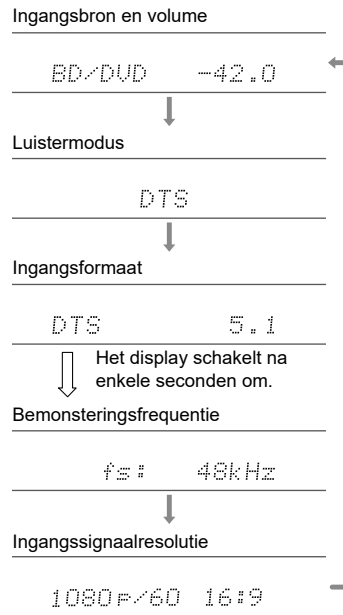 Ingangsbron en volume
BD/DVD -42.0
Luistermodus
DTS
Ingangsformaat
DTS 5.1
Het display schakelt na
enkele seconden om.
Bemonsteringsfrequentie
fs: 48kHz
Ingangssignaalresolutie
1080p/60 16:9